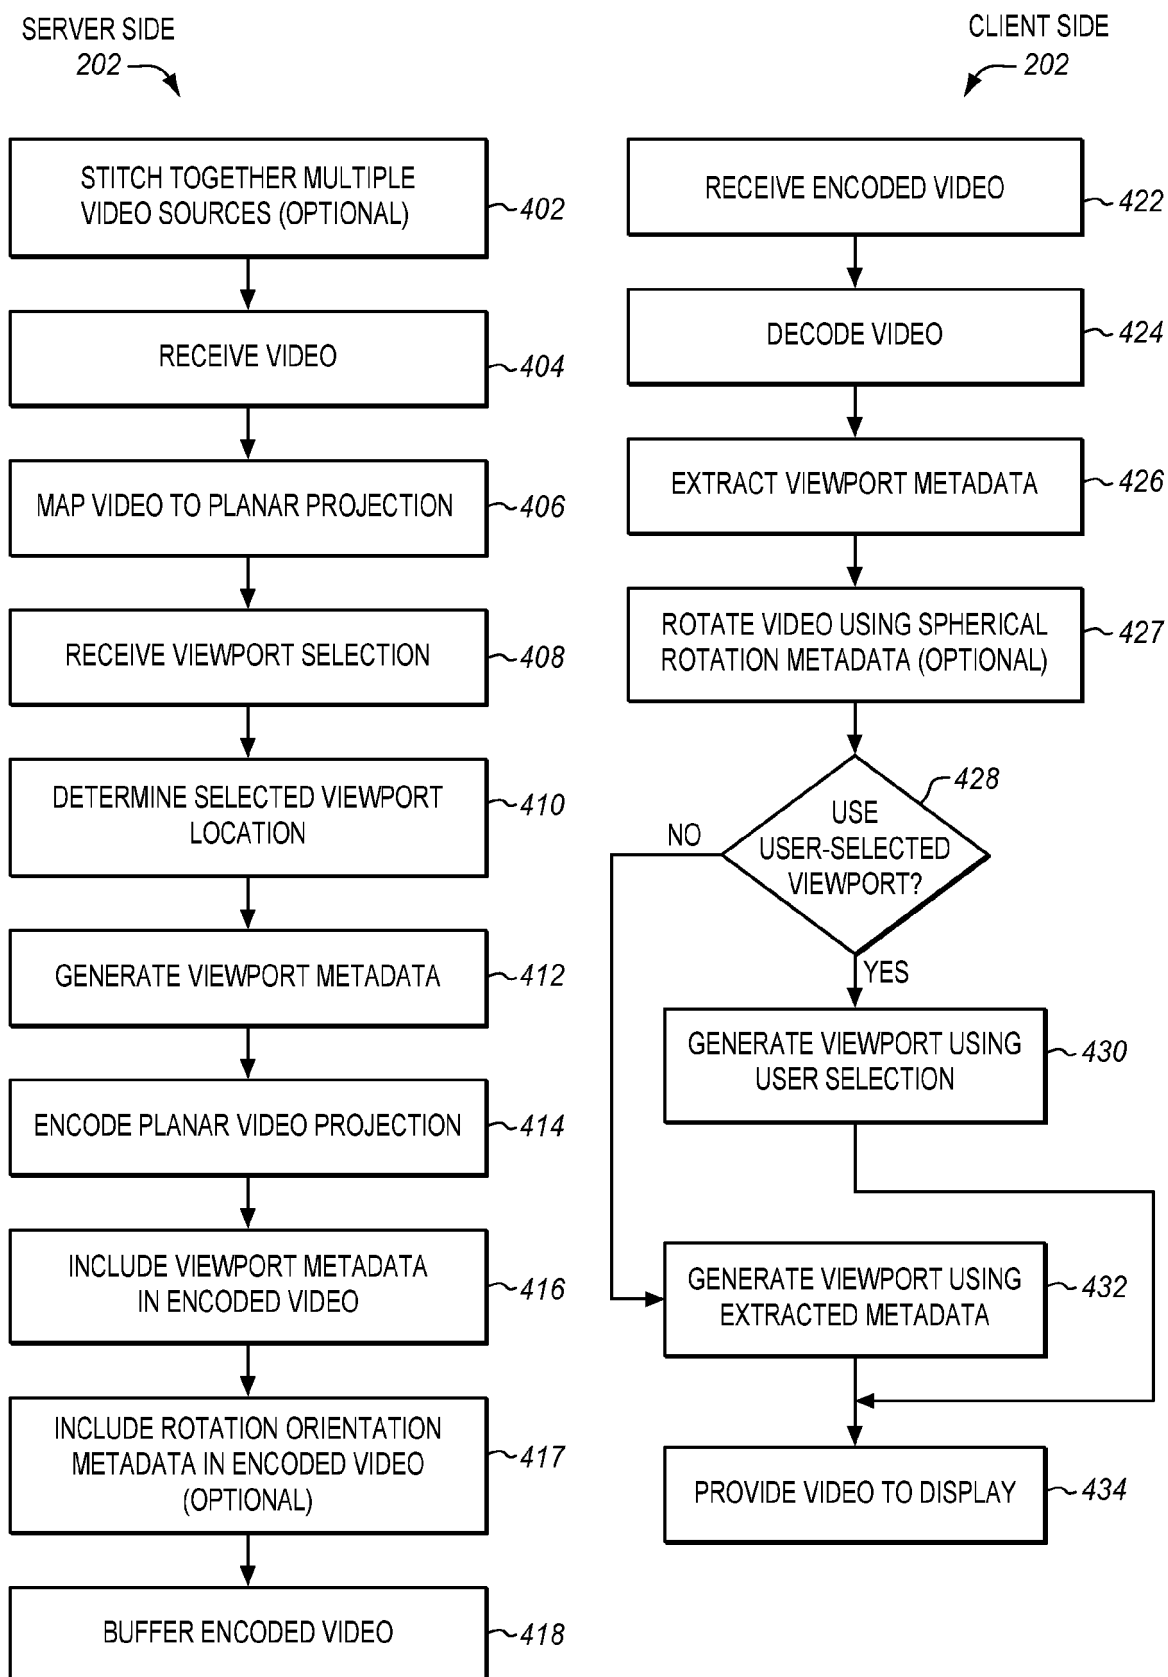 SERVER SIDE
202
STITCH TOGETHER MULTIPLE
VIDEO SOURCES (OPTIONAL)
402
RECEIVE VIDEO
404
MAP VIDEO TO PLANAR PROJECTION
406
RECEIVE VIEWPORT SELECTION
408
DETERMINE SELECTED VIEWPORT
LOCATION
410
GENERATE VIEWPORT METADATA
412
ENCODE PLANAR VIDEO PROJECTION
414
INCLUDE VIEWPORT METADATA
IN ENCODED VIDEO
416
INCLUDE ROTATION ORIENTATION
METADATA IN ENCODED VIDEO
(OPTIONAL)
417
BUFFER ENCODED VIDEO
418
CLIENT SIDE
202
RECEIVE ENCODED VIDEO
422
DECODE VIDEO
424
EXTRACT VIEWPORT METADATA
426
ROTATE VIDEO USING SPHERICAL
ROTATION METADATA (OPTIONAL)
427
428
USE
USER-SELECTED
VIEWPORT?
NO
YES
GENERATE VIEWPORT USING
USER SELECTION
430
GENERATE VIEWPORT USING
EXTRACTED METADATA
432
PROVIDE VIDEO TO DISPLAY
434